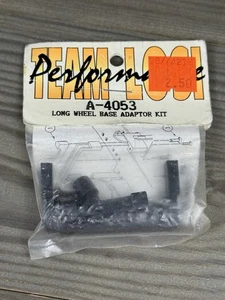 TEAM LOSI
Performance
A-4053
LONG WHEEL BASE ADAPTOR KIT
2.50